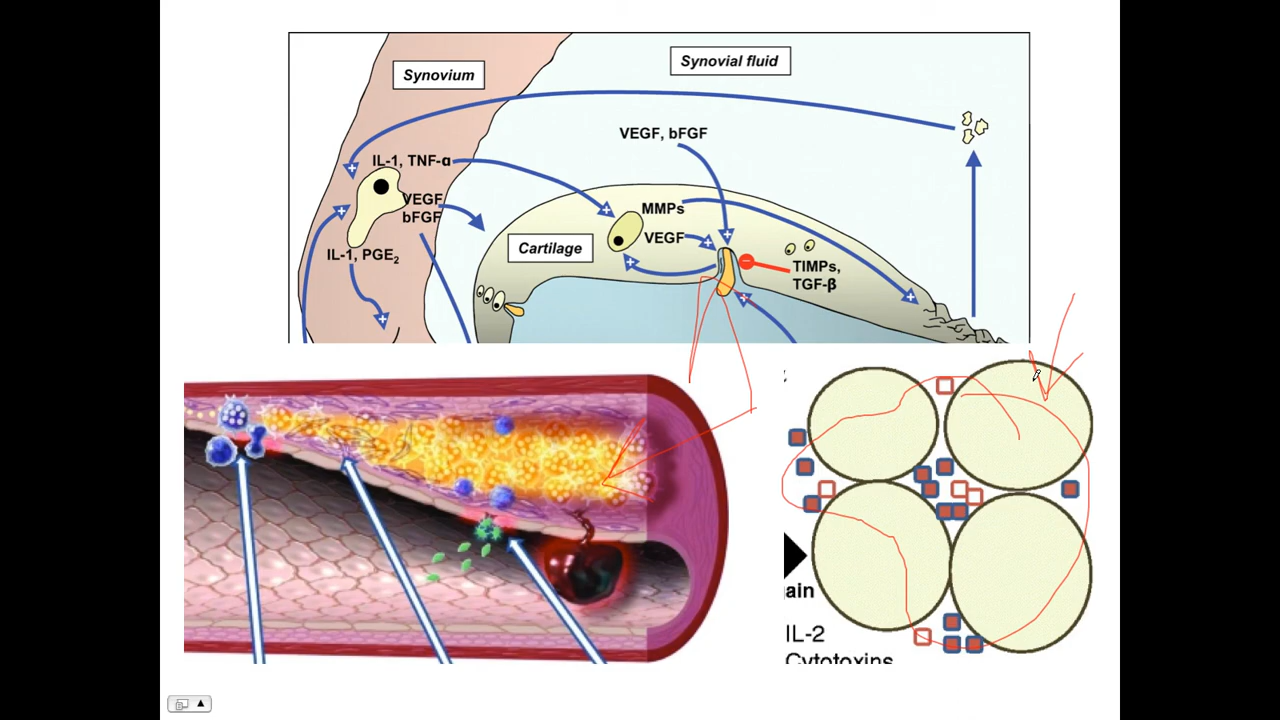 Synovium
Synovial fluid
VEGF, bFGF
IL-1, TNF-α
VEGF
bFGF
MMPs
VEGF
Cartilage
IL-1, PGE2
TIMPs,
TGF-β
ain
IL-2
Cytotoxins